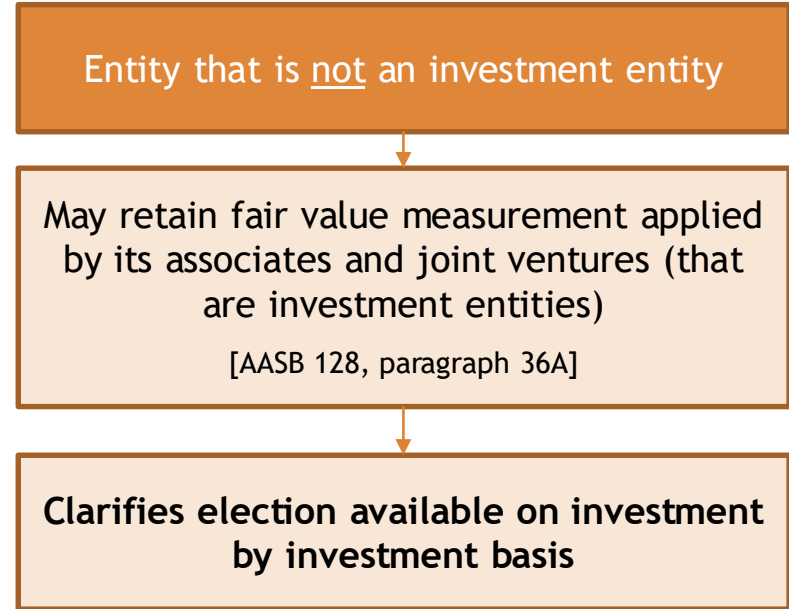 Entity that is not an investment entity
May retain fair value measurement applied
by its associates and joint ventures (that
are investment entities)
[AASB 128, paragraph 36A]
Clarifies election available on investment
by investment basis